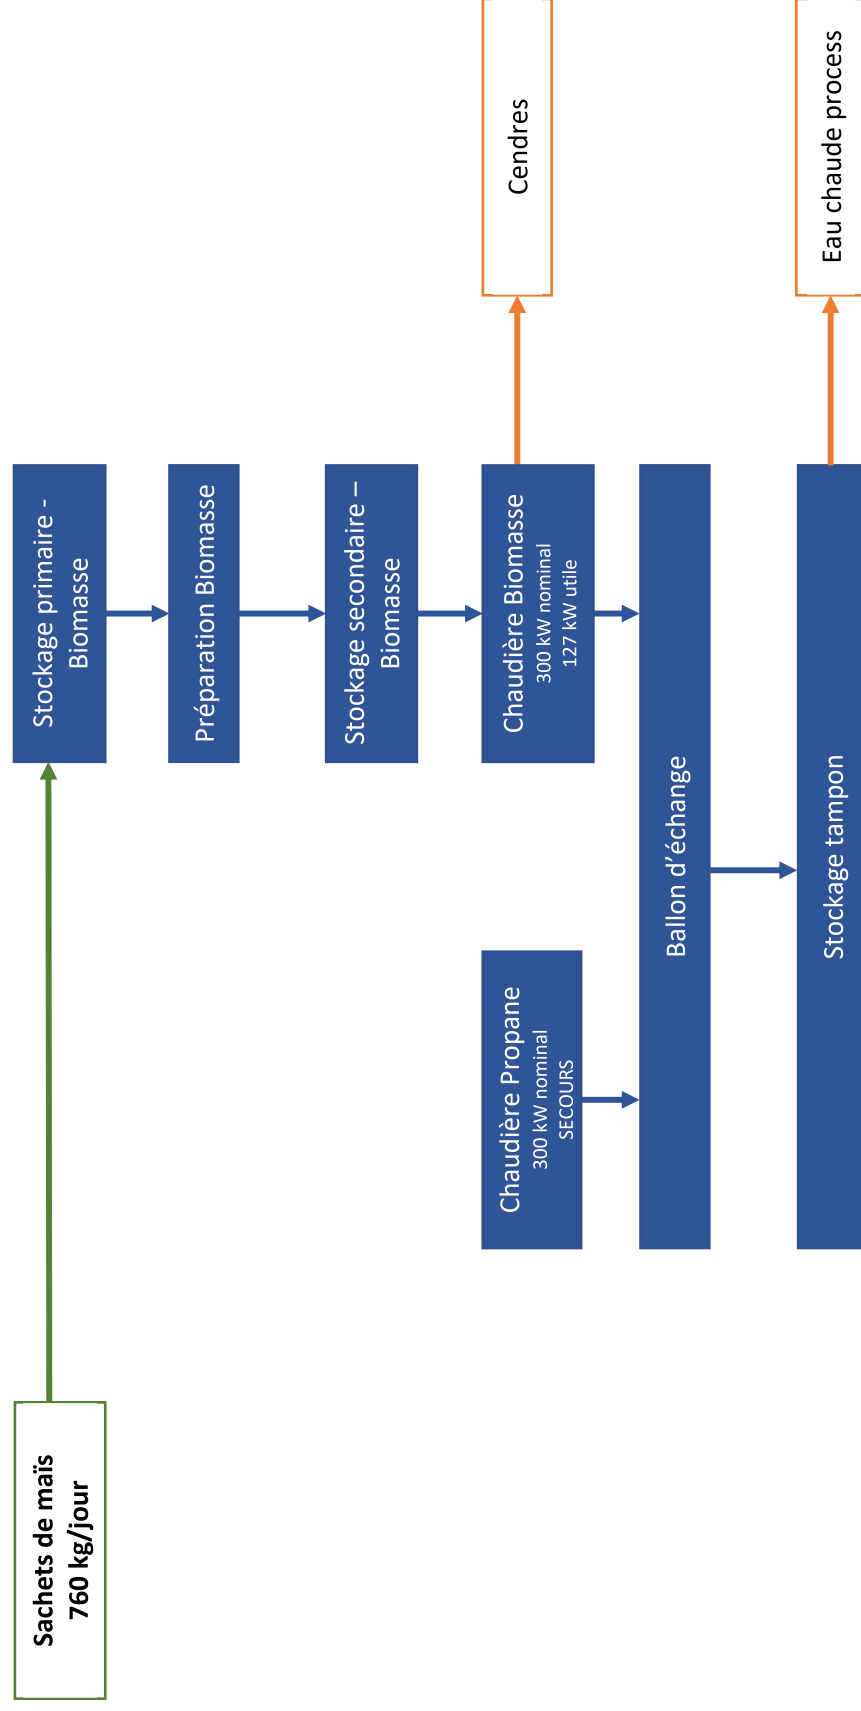 Sachets de maïs
760 kg/jour
Stockage primaire -
Biomasse
Préparation Biomasse
Stockage secondaire –
Biomasse
Chaudière Propane
300 kW nominal
SECOURS
Chaudière Biomasse
300 kW nominal
127 kW utile
Cendres
Ballon d’échange
Stockage tampon
Eau chaude process